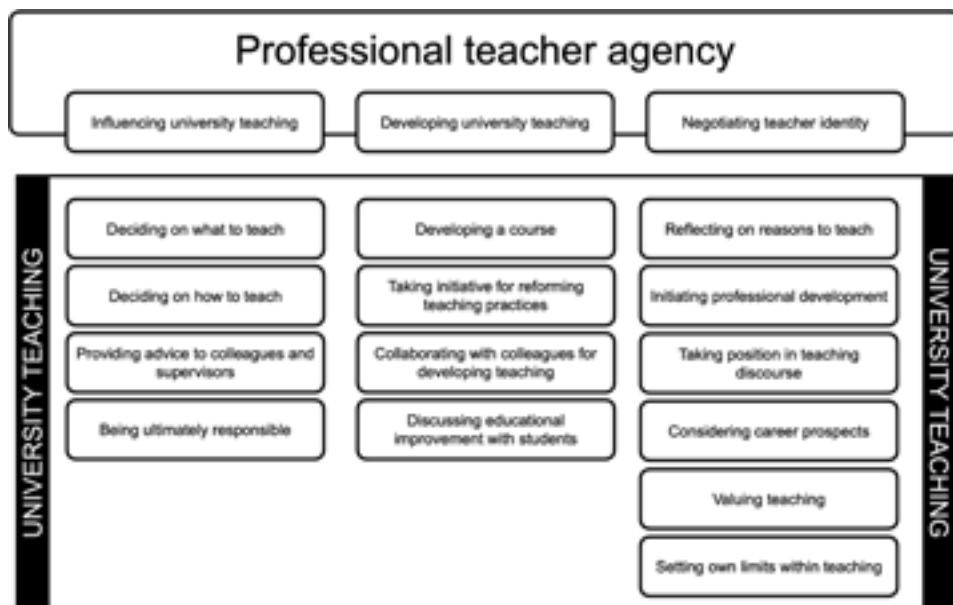 Professional teacher agency
Influencing university teaching
Developing university teaching
Negotiating teacher identity
UNIVERSITY TEACHING
Deciding on what to teach
Deciding on how to teach
Providing advice to colleagues and
supervisors
Being ultimately responsible
Developing a course
Taking initiative for reforming
teaching practices
Collaborating with colleagues for
developing teaching
Discussing educational
improvement with students
Reflecting on reasons to teach
Initiating professional development
Taking position in teaching
discourse
Considering career prospects
Valuing teaching
Setting own limits within teaching
UNIVERSITY TEACHING